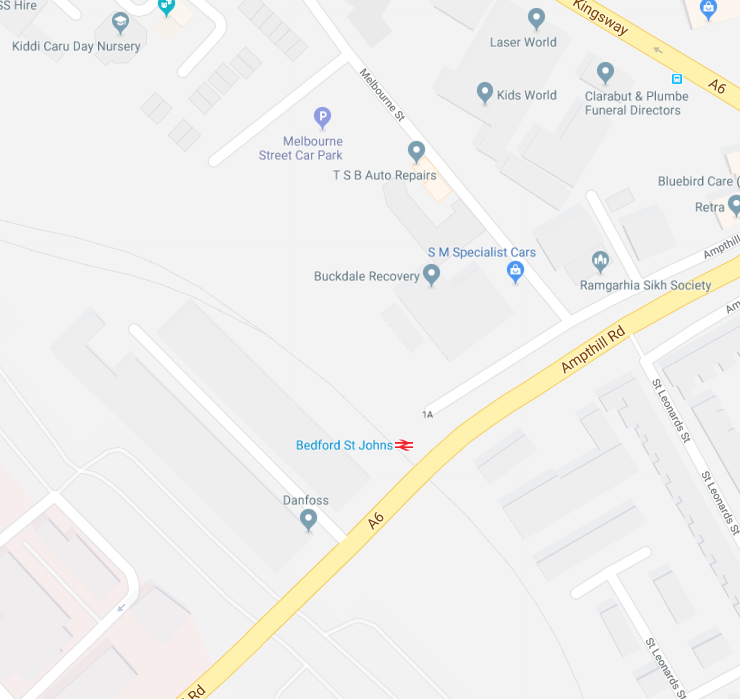 SS Hire
Kiddi Caru Day Nursery
Kingsway
Laser World
A6
Kids World
Clarabut & Plumbe
Funeral Directors
Melbourne St
P
Melbourne
Street Car Park
T S B Auto Repairs
Bluebird Care (
Retra
Ampthill
S M Specialist Cars
Buckdale Recovery
Ramgarhia Sikh Society
Am
Ampthill Rd
1A
St Leonards St
Bedford St Johns
St Leonards St
Danfoss
A6
St Leonards St
Rd